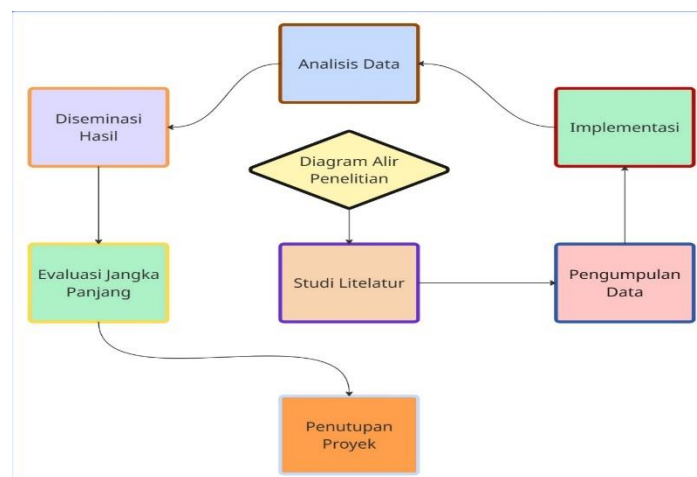 Analisis Data
Diseminasi
Hasil
Implementasi
Diagram Alir
Penelitian
Evaluasi Jangka
Panjang
Studi Litelatur
Pengumpulan
Data
Penutupan
Proyek